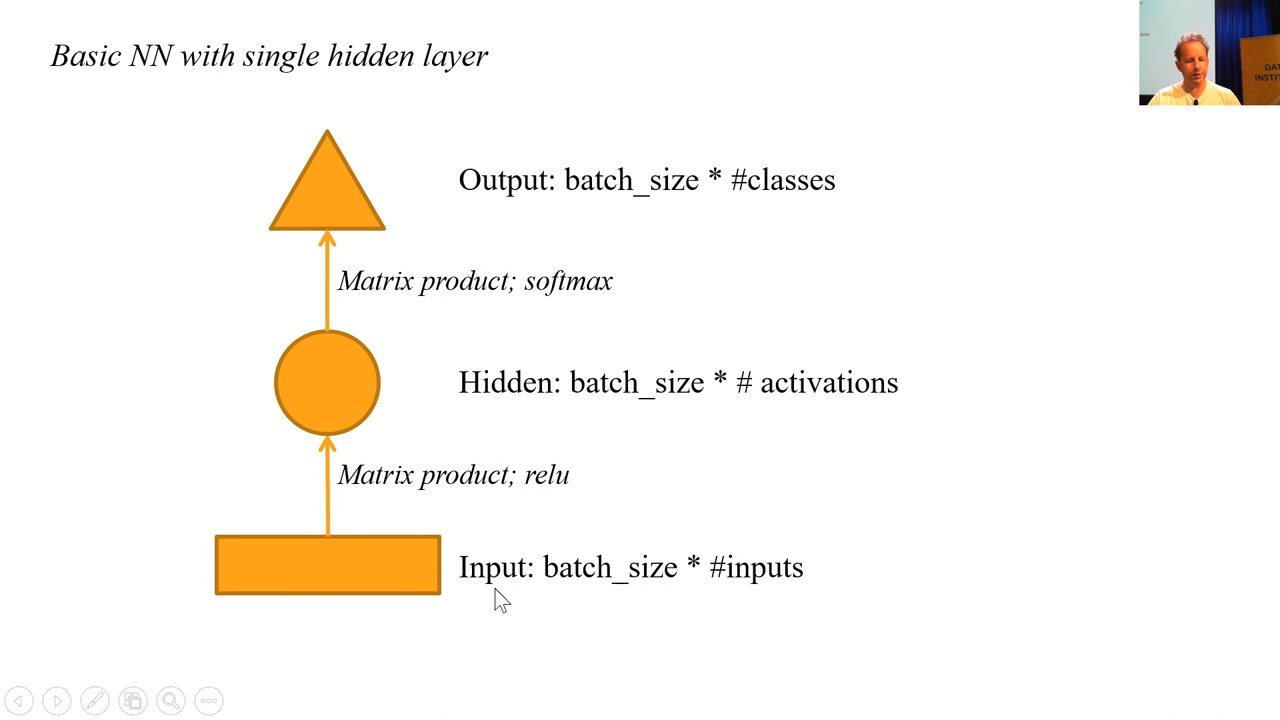 Basic NN with single hidden layer
Output: batch_size * #classes
Matrix product; softmax
Hidden: batch_size * # activations
Matrix product; relu
Input: batch_size * #inputs